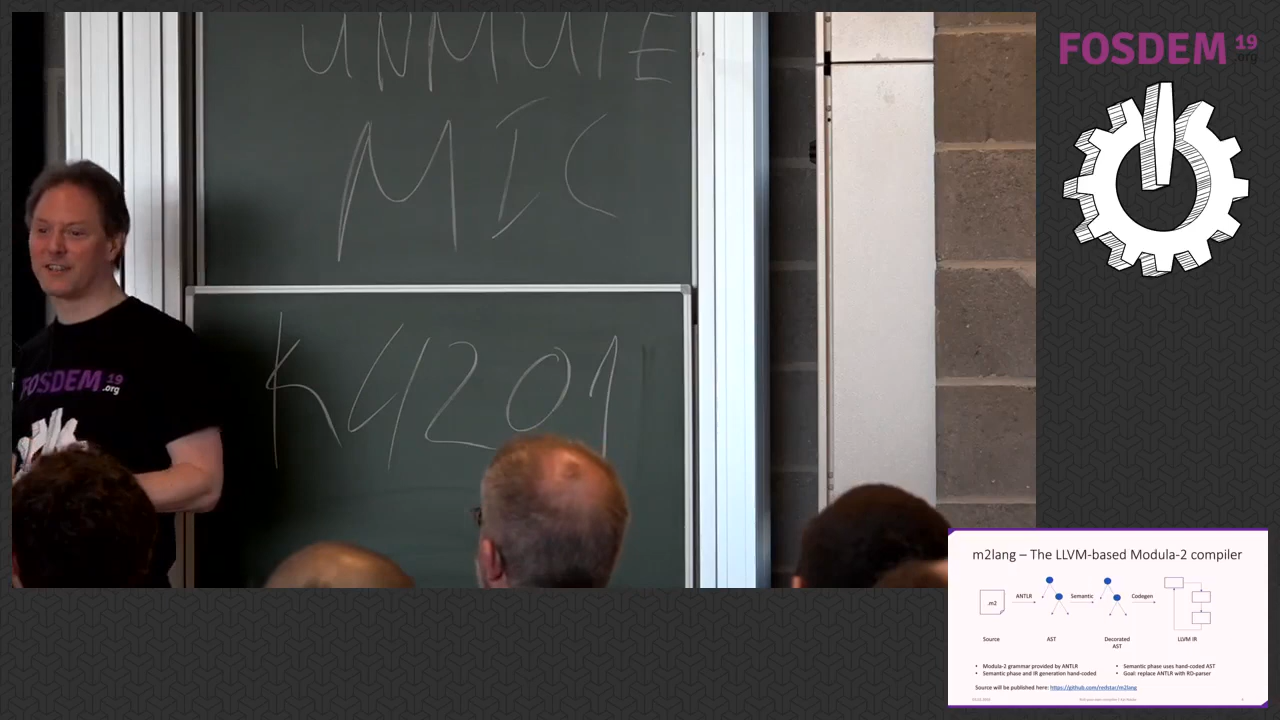 UNMUTE
MIC
K4201
FOSDEM 19
.org
FOSDEM 19
.org
m2lang – The LLVM-based Modula-2 compiler
.m2
ANTLR
Semantic
Codegen
Source
AST
Decorated
AST
LLVM IR
• Modula-2 grammar provided by ANTLR
• Semantic phase and IR generation hand-coded
• Semantic phase uses hand-coded AST
• Goal: replace ANTLR with RD-parser
Source will be published here: https://github.com/redstar/m2lang